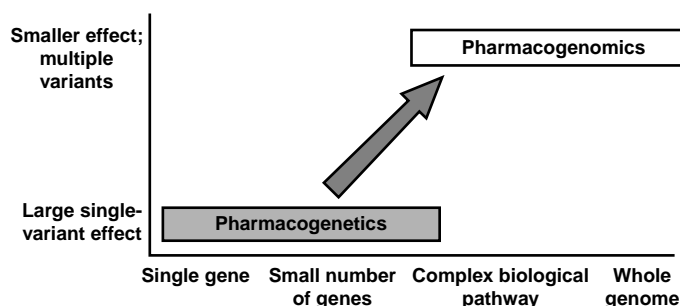 Smaller effect;
multiple
variants
Pharmacogenomics
Large single-
variant effect
Pharmacogenetics
Single gene
Small number
of genes
Complex biological
pathway
Whole
genome